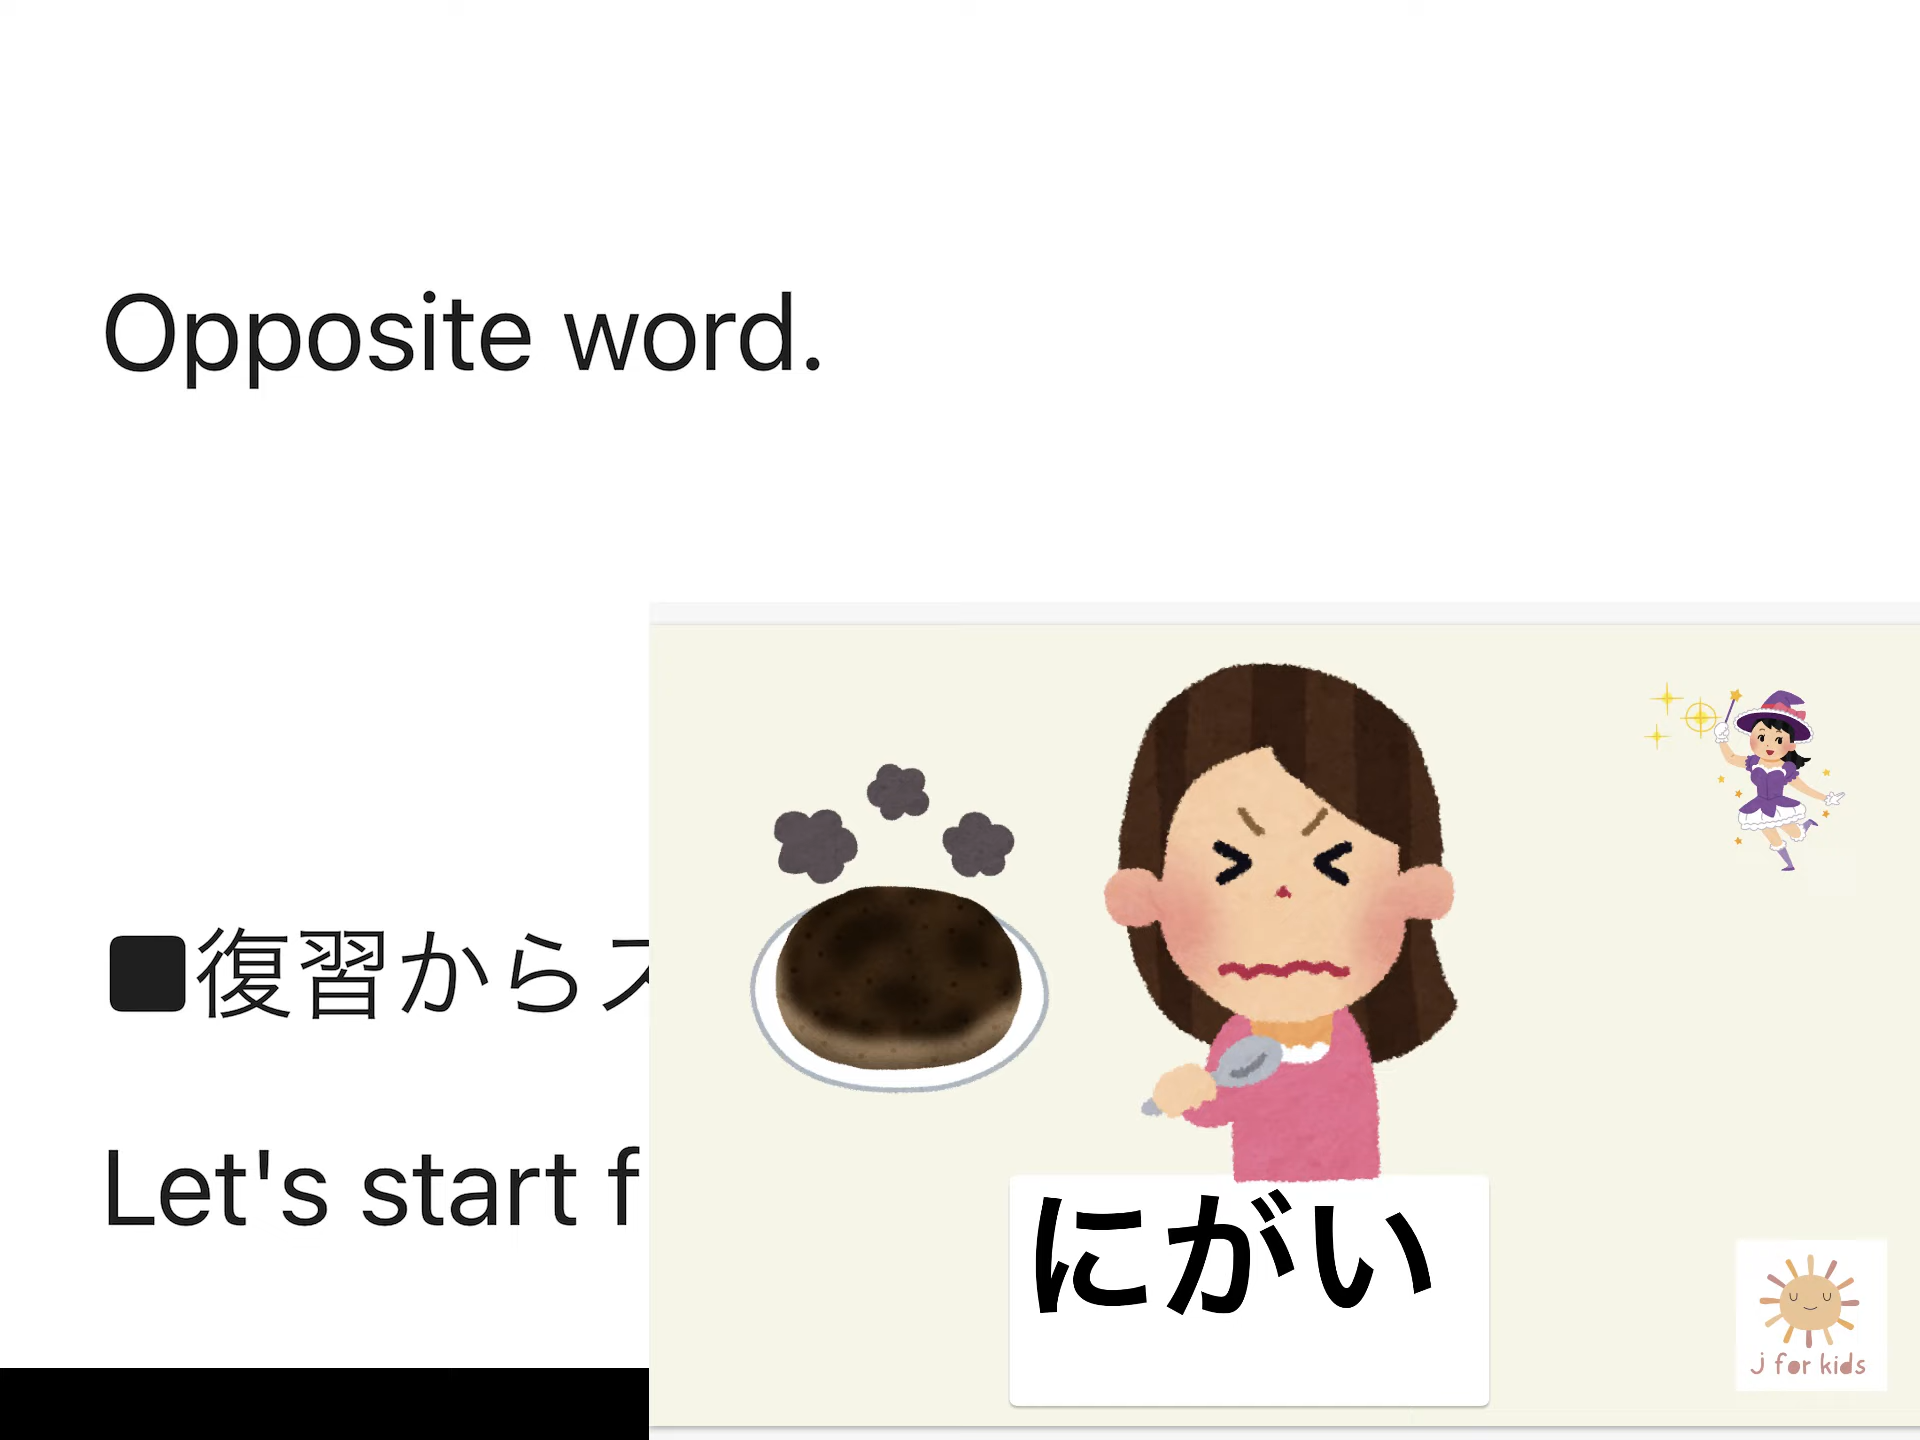 Opposite word.
■復習から
Let's start f
にがい
j for kids